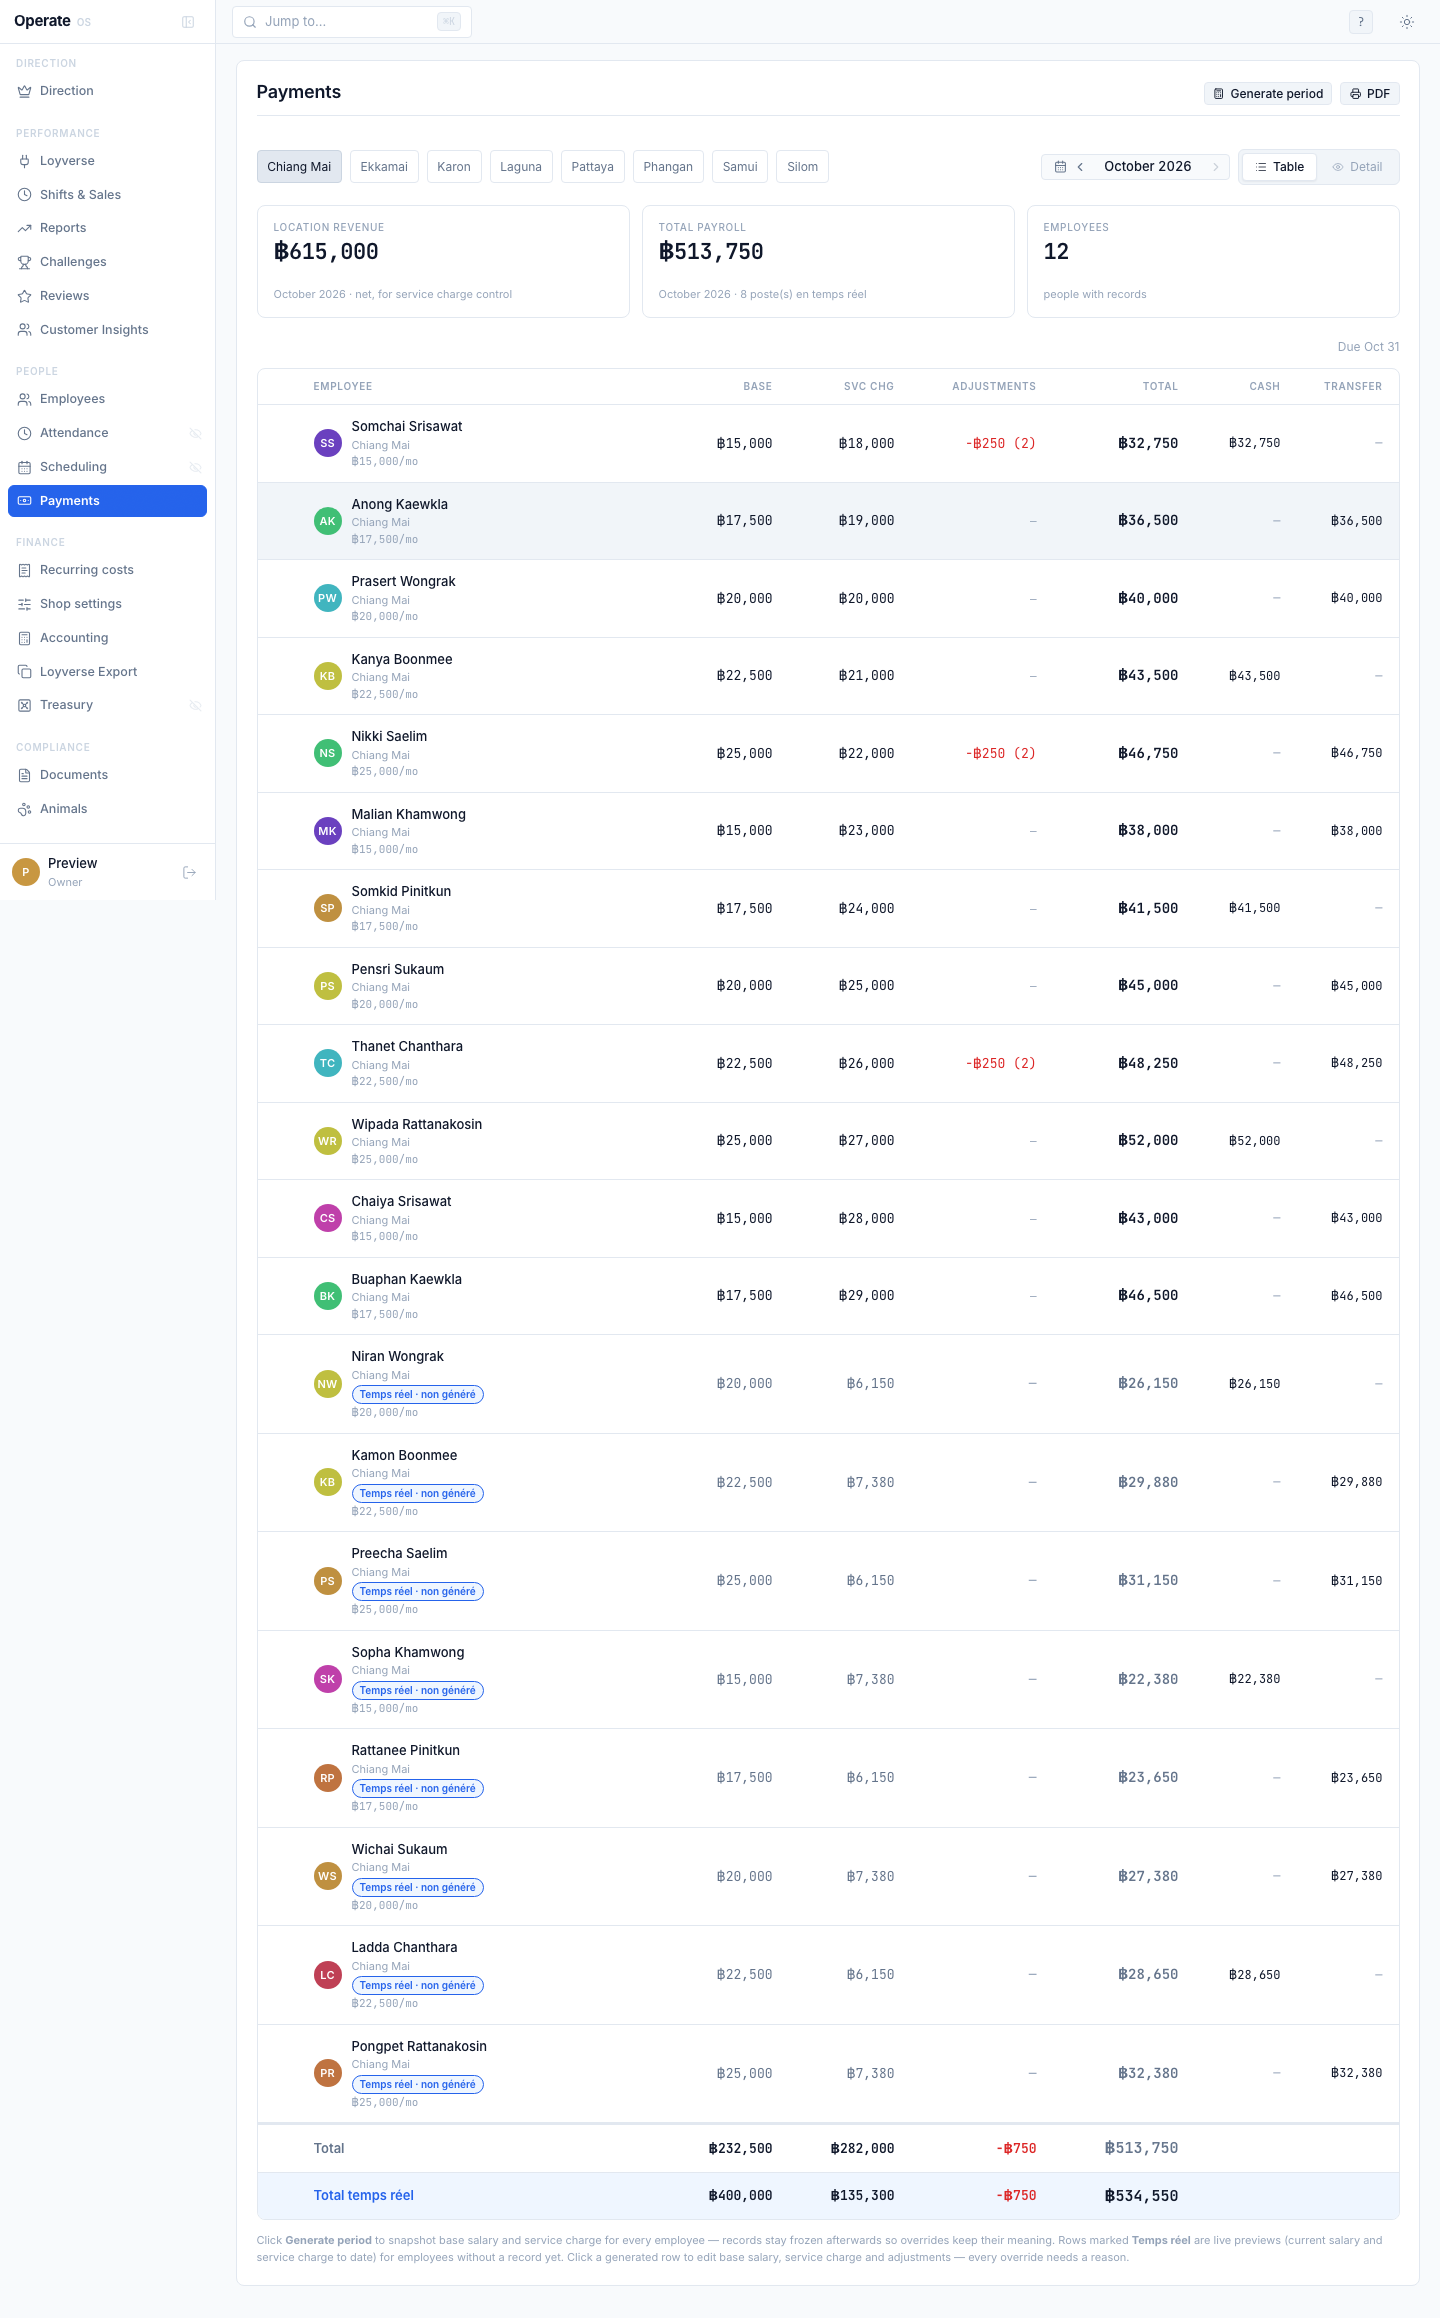 Operate OS
Jump to...
⌘K
?
DIRECTION
Direction
PERFORMANCE
Loyverse
Shifts & Sales
Reports
Challenges
Reviews
Customer Insights
PEOPLE
Employees
Attendance
Scheduling
Payments
FINANCE
Recurring costs
Shop settings
Accounting
Loyverse Export
Treasury
COMPLIANCE
Documents
Animals
P
Preview
Owner
Payments
Generate period
PDF
Chiang Mai Ekkamai Karon Laguna Pattaya Phangan Samui Silom
October 2026
Table Detail
LOCATION REVENUE
฿615,000
October 2026 · net, for service charge control
TOTAL PAYROLL
฿513,750
October 2026 · 8 poste(s) en temps réel
EMPLOYEES
12
people with records
Due Oct 31
EMPLOYEE BASE SVC CHG ADJUSTMENTS TOTAL CASH TRANSFER
Somchai Srisawat
Chiang Mai
SS ฿15,000 ฿18,000 -฿250 (2) ฿32,750 ฿32,750 —
฿15,000/mo
Anong Kaewkla
Chiang Mai
AK ฿17,500 ฿19,000 — ฿36,500 — ฿36,500
฿17,500/mo
Prasert Wongrak
Chiang Mai
PW ฿20,000 ฿20,000 — ฿40,000 — ฿40,000
฿20,000/mo
Kanya Boonmee
Chiang Mai
KB ฿22,500 ฿21,000 — ฿43,500 ฿43,500 —
฿22,500/mo
Nikki Saelim
Chiang Mai
NS ฿25,000 ฿22,000 -฿250 (2) ฿46,750 — ฿46,750
฿25,000/mo
Malian Khamwong
Chiang Mai
MK ฿15,000 ฿23,000 — ฿38,000 — ฿38,000
฿15,000/mo
Somkid Pinitkun
Chiang Mai
SP ฿17,500 ฿24,000 — ฿41,500 ฿41,500 —
฿17,500/mo
Pensri Sukaum
Chiang Mai
PS ฿20,000 ฿25,000 — ฿45,000 — ฿45,000
฿20,000/mo
Thanet Chanthara
Chiang Mai
TC ฿22,500 ฿26,000 -฿250 (2) ฿48,250 — ฿48,250
฿22,500/mo
Wipada Rattanakosin
Chiang Mai
WR ฿25,000 ฿27,000 — ฿52,000 ฿52,000 —
฿25,000/mo
Chaiya Srisawat
Chiang Mai
CS ฿15,000 ฿28,000 — ฿43,000 — ฿43,000
฿15,000/mo
Buaphan Kaewkla
Chiang Mai
BK ฿17,500 ฿29,000 — ฿46,500 — ฿46,500
฿17,500/mo
Niran Wongrak
Chiang Mai
NW ฿20,000 ฿6,150 — ฿26,150 ฿26,150 —
Temps réel · non généré
฿20,000/mo
Kamon Boonmee
Chiang Mai
KB ฿22,500 ฿7,380 — ฿29,880 — ฿29,880
Temps réel · non généré
฿22,500/mo
Preecha Saelim
Chiang Mai
PS ฿25,000 ฿6,150 — ฿31,150 — ฿31,150
Temps réel · non généré
฿25,000/mo
Sopha Khamwong
Chiang Mai
SK ฿15,000 ฿7,380 — ฿22,380 ฿22,380 —
Temps réel · non généré
฿15,000/mo
Rattanee Pinitkun
Chiang Mai
RP ฿17,500 ฿6,150 — ฿23,650 — ฿23,650
Temps réel · non généré
฿17,500/mo
Wichai Sukaum
Chiang Mai
WS ฿20,000 ฿7,380 — ฿27,380 — ฿27,380
Temps réel · non généré
฿20,000/mo
Ladda Chanthara
Chiang Mai
LC ฿22,500 ฿6,150 — ฿28,650 ฿28,650 —
Temps réel · non généré
฿22,500/mo
Pongpet Rattanakosin
Chiang Mai
PR ฿25,000 ฿7,380 — ฿32,380 — ฿32,380
Temps réel · non généré
฿25,000/mo
Total ฿232,500 ฿282,000 -฿750 ฿513,750
Total temps réel ฿400,000 ฿135,300 -฿750 ฿534,550
Click Generate period to snapshot base salary and service charge for every employee — records stay frozen afterwards so overrides keep their meaning. Rows marked Temps réel are live previews (current salary and
service charge to date) for employees without a record yet. Click a generated row to edit base salary, service charge and adjustments — every override needs a reason.